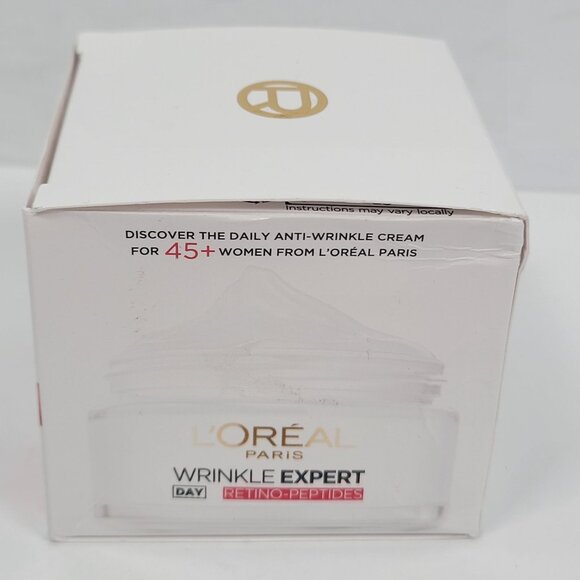 Instructions may vary locally
DISCOVER THE DAILY ANTI-WRINKLE CREAM
FOR 45+ WOMEN FROM L'ORÉAL PARIS
L'ORÉAL
PARIS
WRINKLE EXPERT
DAY RETINO-PEPTIDES